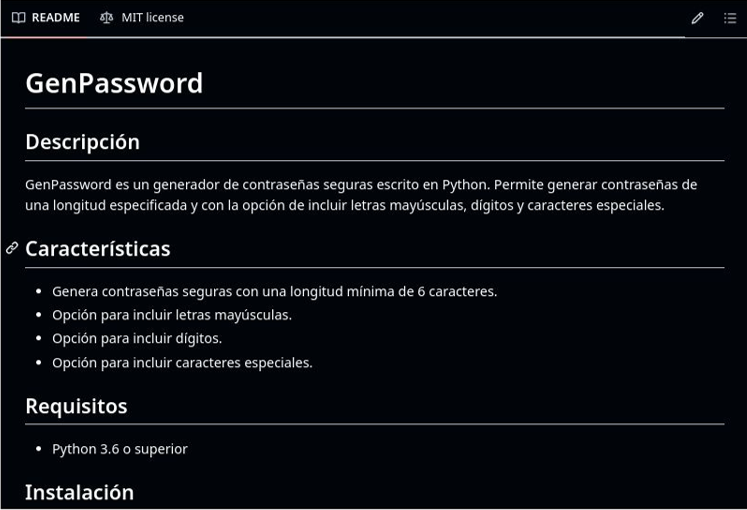 README
MIT license
GenPassword
Descripción
GenPassword es un generador de contraseñas seguras escrito en Python. Permite generar contraseñas de
una longitud especificada y con la opción de incluir letras mayúsculas, dígitos y caracteres especiales.
Características
Genera contraseñas seguras con una longitud mínima de 6 caracteres.
Opción para incluir letras mayúsculas.
Opción para incluir dígitos.
Opción para incluir caracteres especiales.
Requisitos
Python 3.6 o superior
Instalación